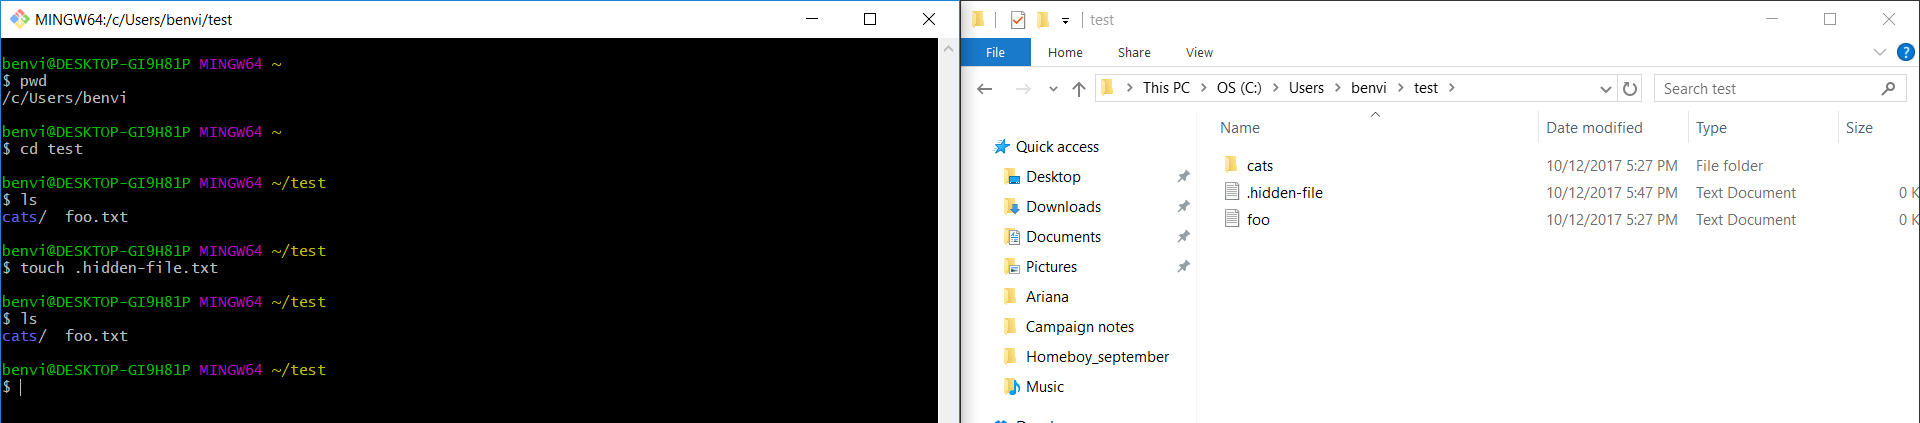 MINGW64:/c/Users/benvi/test
benvi@DESKTOP-GI9H81P MINGW64 ~
$ pwd
/c/Users/benvi
benvi@DESKTOP-GI9H81P MINGW64 ~
$ cd test
benvi@DESKTOP-GI9H81P MINGW64 ~/test
$ ls
cats/  foo.txt
benvi@DESKTOP-GI9H81P MINGW64 ~/test
$ touch .hidden-file.txt
benvi@DESKTOP-GI9H81P MINGW64 ~/test
$ ls
cats/  foo.txt
benvi@DESKTOP-GI9H81P MINGW64 ~/test
$
test
File Home Share View
This PC > OS (C:) > Users > benvi > test >
Search test
Quick access
Desktop
Downloads
Documents
Pictures
Ariana
Campaign notes
Homeboy_september
Music
Name Date modified Type Size
cats 10/12/2017 5:27 PM File folder
.hidden-file 10/12/2017 5:47 PM Text Document 0 K
foo 10/12/2017 5:27 PM Text Document 0 K